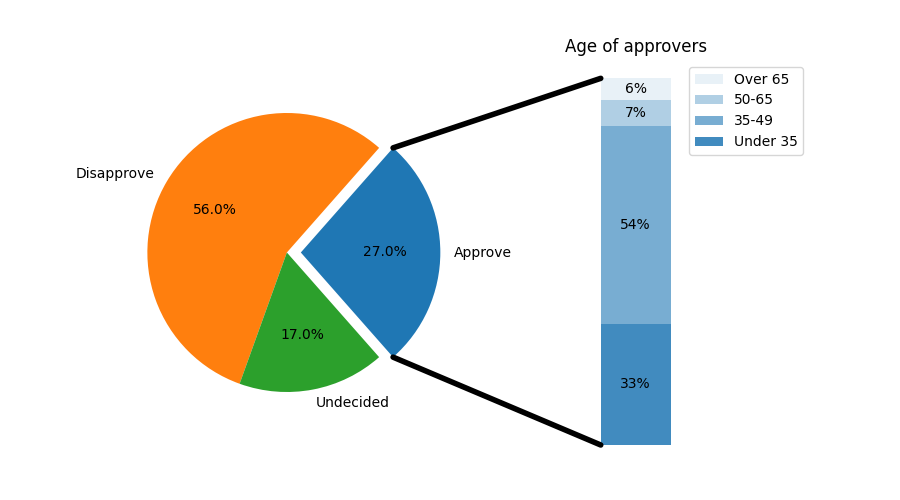 Age of approvers
Over 65
50-65
35-49
Under 35
6%
7%
54%
33%
Disapprove
56.0%
27.0%
Approve
17.0%
Undecided